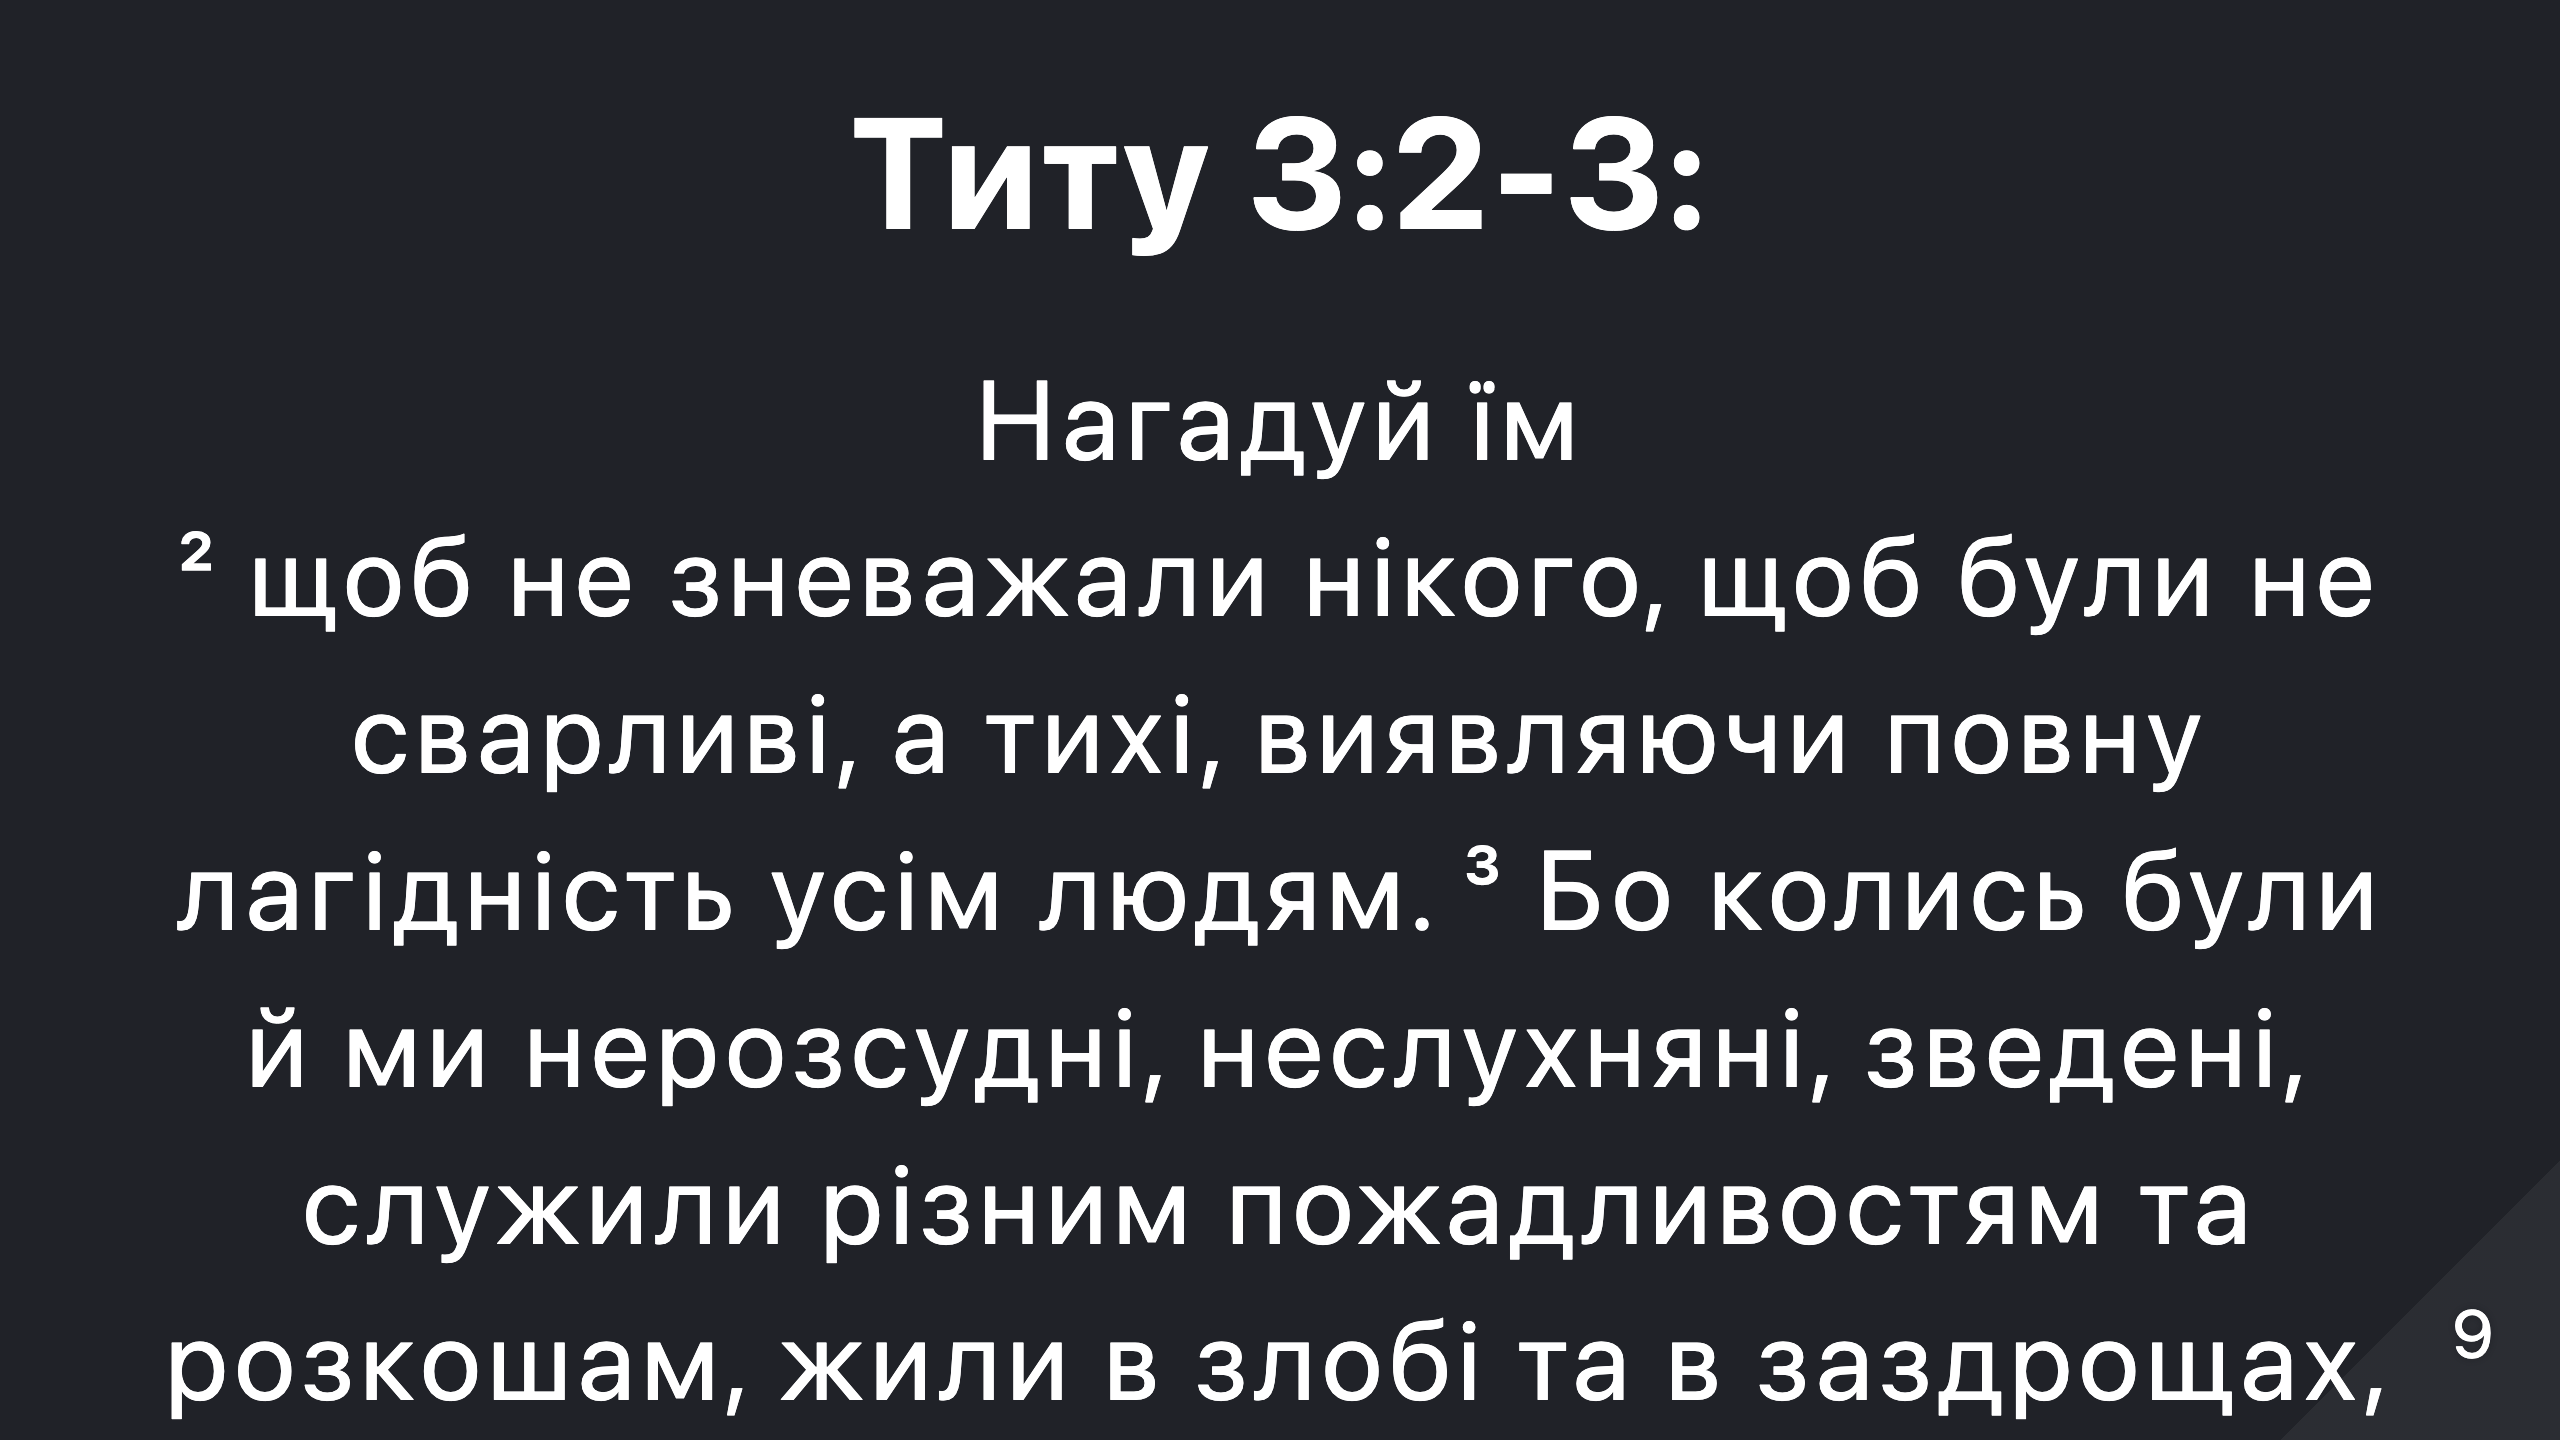 Титу 3:2-3:
Нагадуй їм
² щоб не зневажали нікого, щоб були не
сварливі, а тихі, виявляючи повну
лагідність усім людям. ³ Бо колись були
й ми нерозсудні, неслухняні, зведені,
служили різним пожадливостям та
розкошам, жили в злобі та в заздрощах,
9